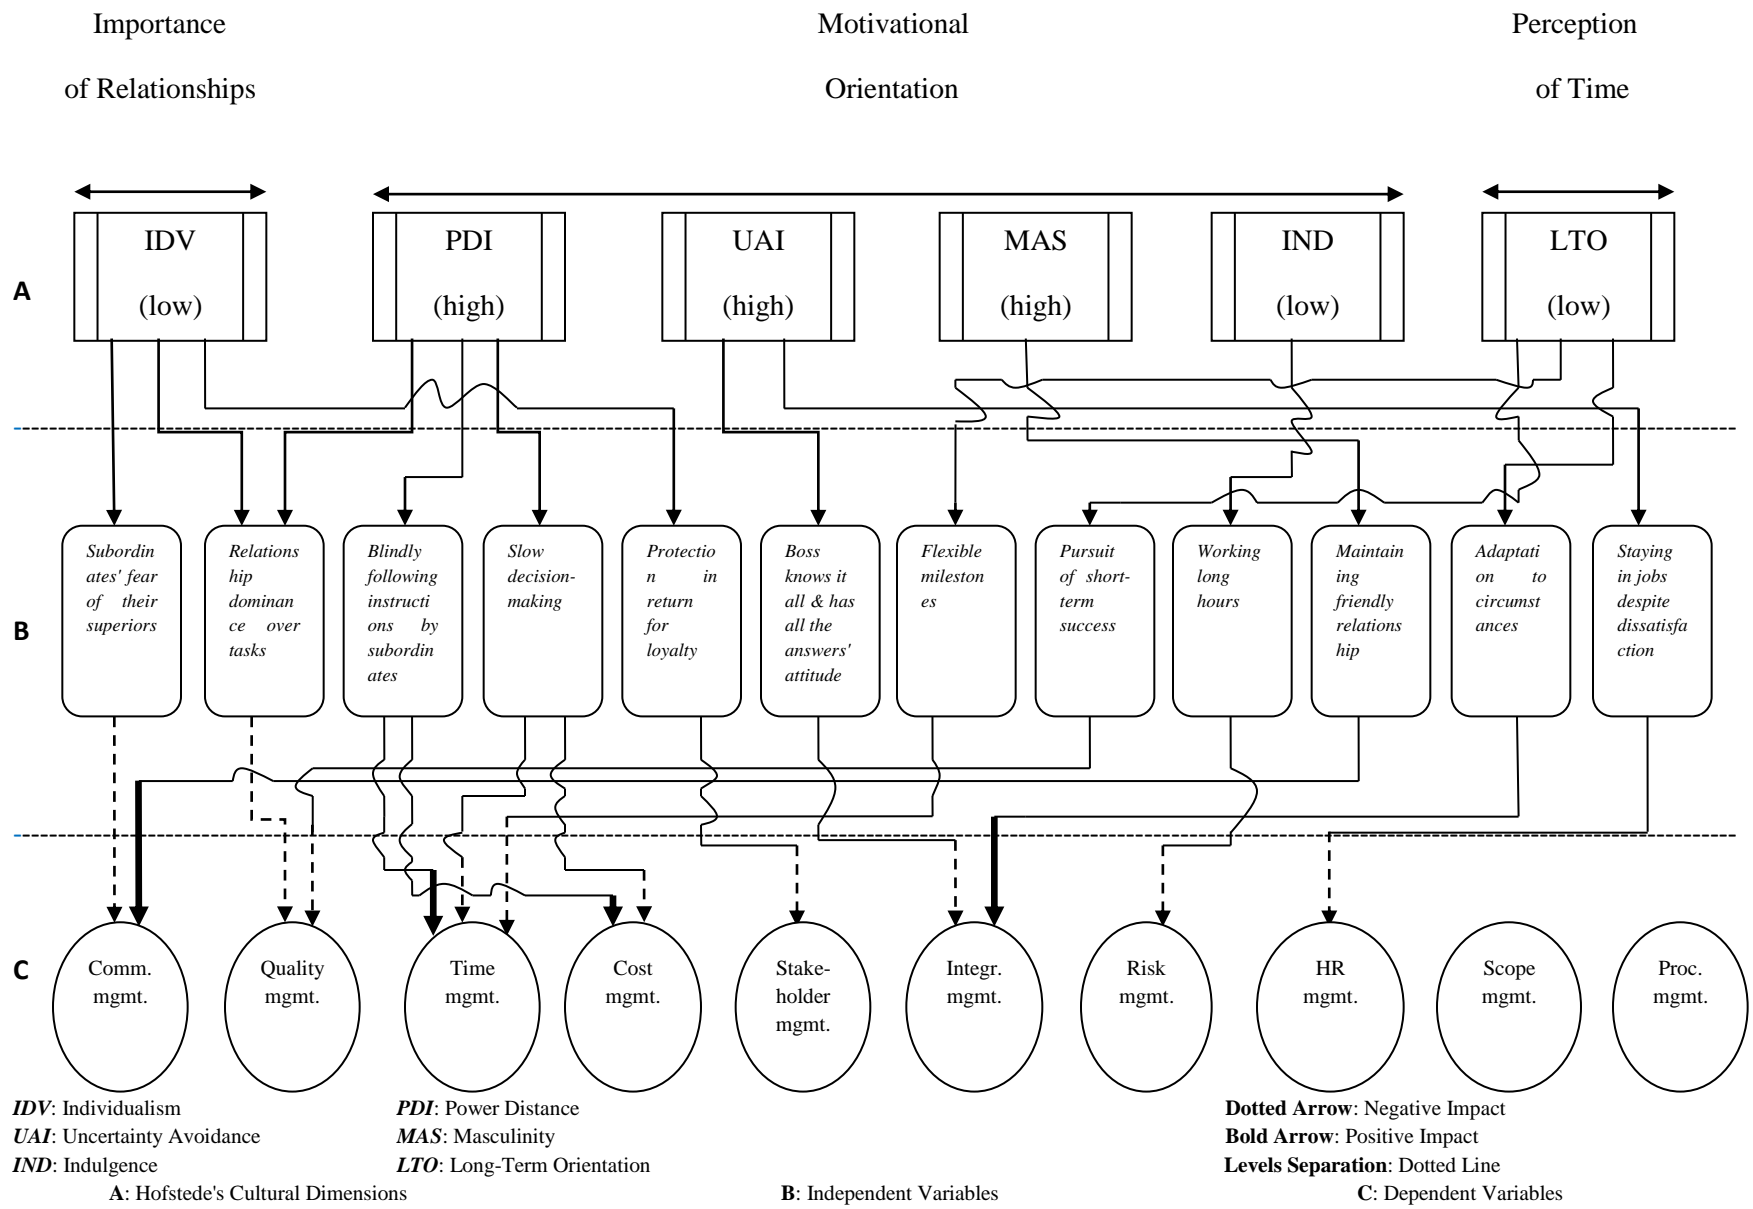 Importance
of Relationships
Motivational
Orientation
Perception
of Time
A
IDV
(low)
PDI
(high)
UAI
(high)
MAS
(high)
IND
(low)
LTO
(low)
B
Subordin
ates' fear
of their
superiors
Relations
hip
dominan
ce over
tasks
Blindly
following
instructi
ons by
subordin
ates
Slow
decision-
making
Protectio
n in
return
for
loyalty
Boss
knows it
all & has
all the
answers'
attitude
Flexible
mileston
es
Pursuit
of short-
term
success
Working
long
hours
Maintain
ing
friendly
relations
hip
Adaptati
on to
circumst
ances
Staying
in jobs
despite
dissatisfa
ction
C
Comm.
mgmt.
Quality
mgmt.
Time
mgmt.
Cost
mgmt.
Stake-
holder
mgmt.
Integr.
mgmt.
Risk
mgmt.
HR
mgmt.
Scope
mgmt.
Proc.
mgmt.
IDV: Individualism
PDI: Power Distance
Dotted Arrow: Negative Impact
UAI: Uncertainty Avoidance
MAS: Masculinity
Bold Arrow: Positive Impact
IND: Indulgence
LTO: Long-Term Orientation
Levels Separation: Dotted Line
A: Hofstede's Cultural Dimensions
B: Independent Variables
C: Dependent Variables